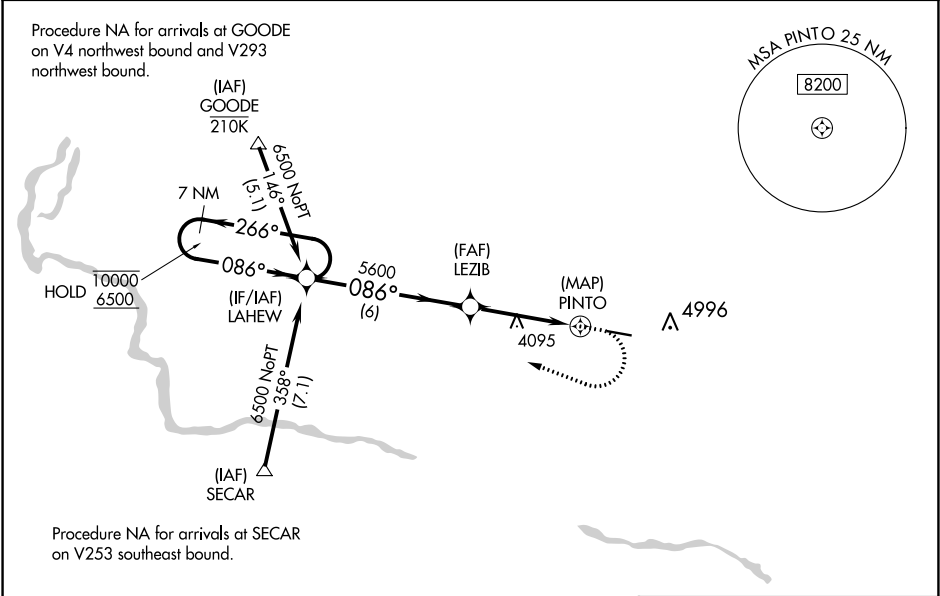 Procedure NA for arrivals at GOODE
on V4 northwest bound and V293
northwest bound.
MSA PINTO 25 NM
8200
(IAF)
GOODE
210K
6500 NoPT
146°
(5.1)
7 NM
266°
086°
HOLD
10000
6500
(IF/IAF)
LAHEW
5600
086°
(6)
(FAF)
LEZIB
(MAP)
PINTO
4095
4996
6500 NoPT
358°
(7.1)
(IAF)
SECAR
Procedure NA for arrivals at SECAR
on V253 southeast bound.